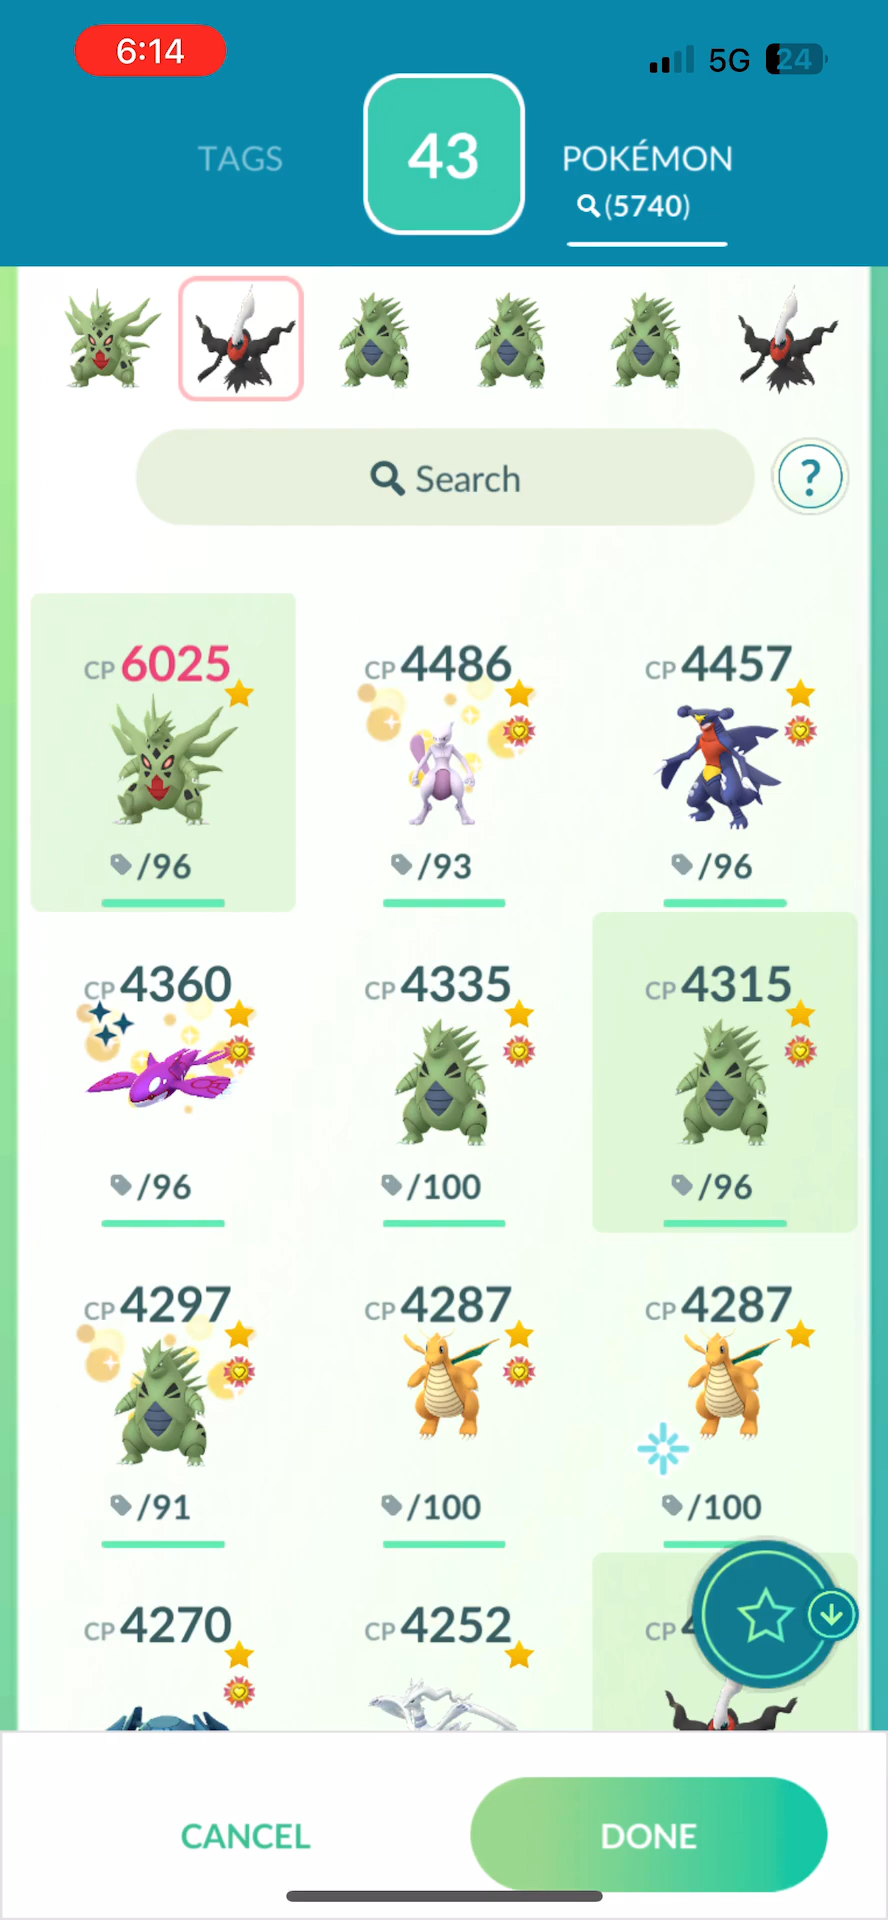 6:14
5G 24
TAGS
43
POKÉMON
(5740)
Search
?
CP 6025
CP 4486
CP 4457
/96
/93
/96
CP 4360
CP 4335
CP 4315
/96
/100
/96
CP 4297
CP 4287
CP 4287
/91
/100
/100
CP 4270
CP 4252
CP
CANCEL
DONE